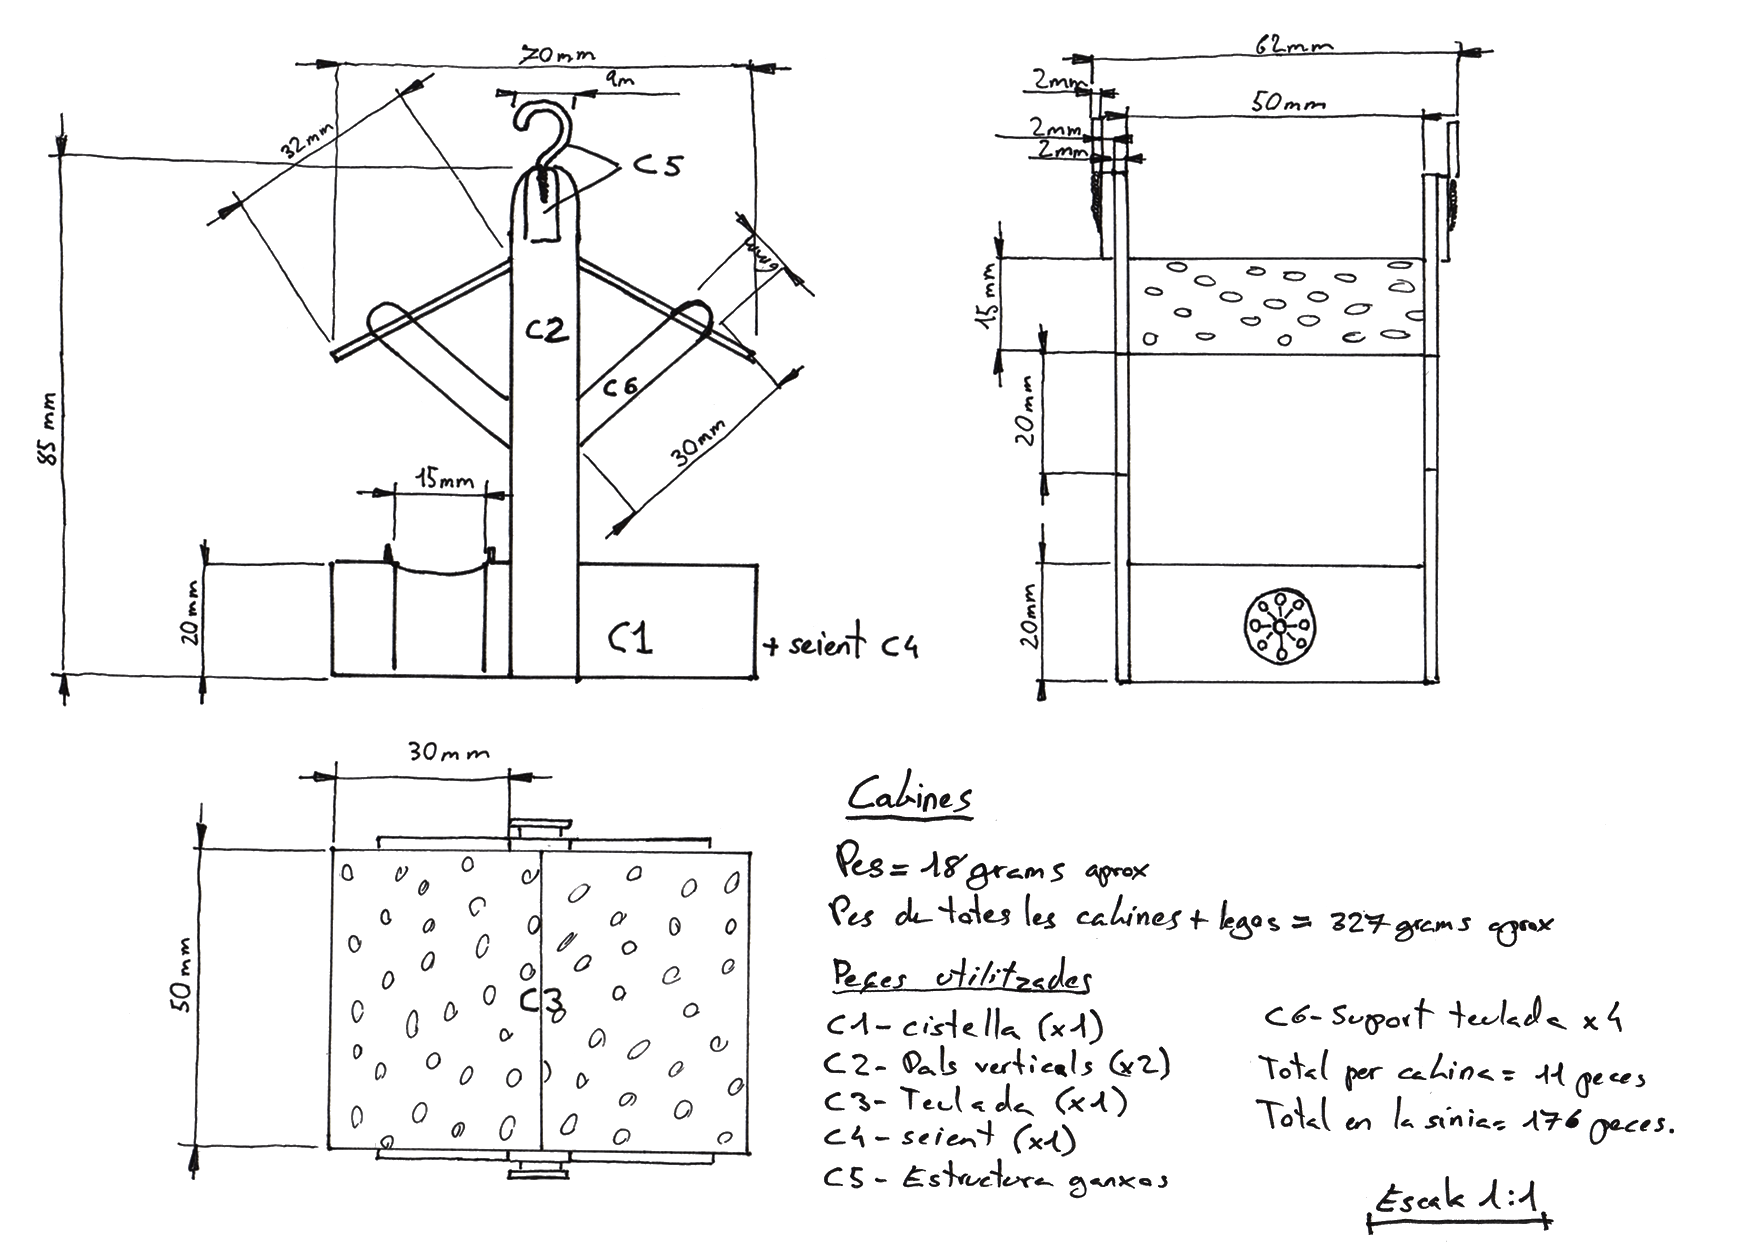 70mm
9m
32mm
C5
6mm
C2
C6
85 mm
30mm
15mm
20mm
C1
+ seient C4
62mm
2mm
50mm
2mm
2mm
15mm
20mm
20mm
30mm
50mm
C3
Cabines
Pes = 18 grams aprox
Pes de totes les cabines + legos = 327 grams aprox
Peces utilitzades
C1 - cistella (x1)
C2 - Pals verticals (x2)
C3 - Teulada (x1)
C4 - seient (x1)
C5 - Estructura ganxos
C6 - Suport teulada x4
Total per cabina = 11 peces
Total en la sínia = 176 peces.
Escala 1:1